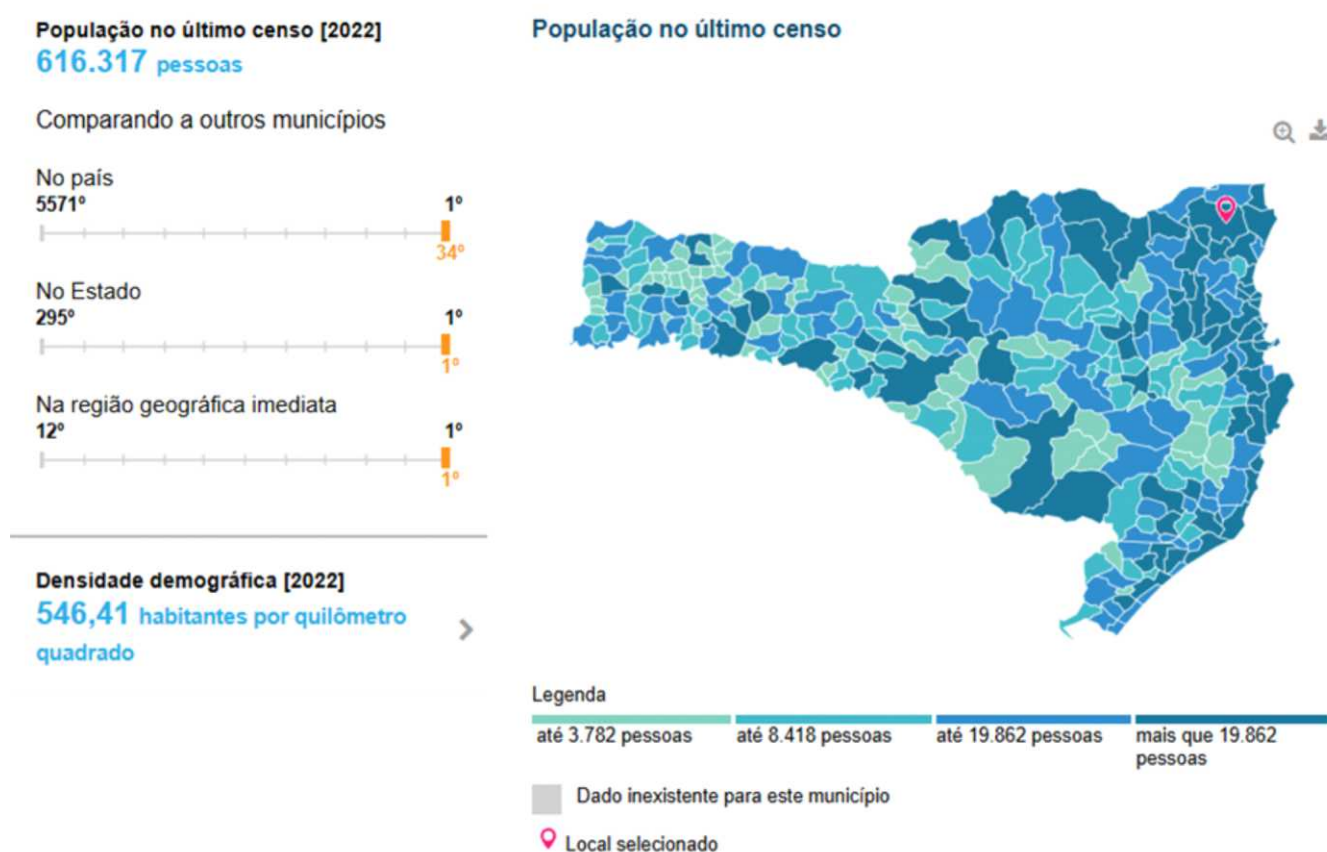 População no último censo [2022]
616.317 pessoas
Comparando a outros municípios
No país
5571º 1º
34º
No Estado
295º 1º
1º
Na região geográfica imediata
12º 1º
1º
Densidade demográfica [2022]
546,41 habitantes por quilômetro
quadrado
População no último censo
Legenda
até 3.782 pessoas
até 8.418 pessoas
até 19.862 pessoas
mais que 19.862
pessoas
Dado inexistente para este município
Local selecionado